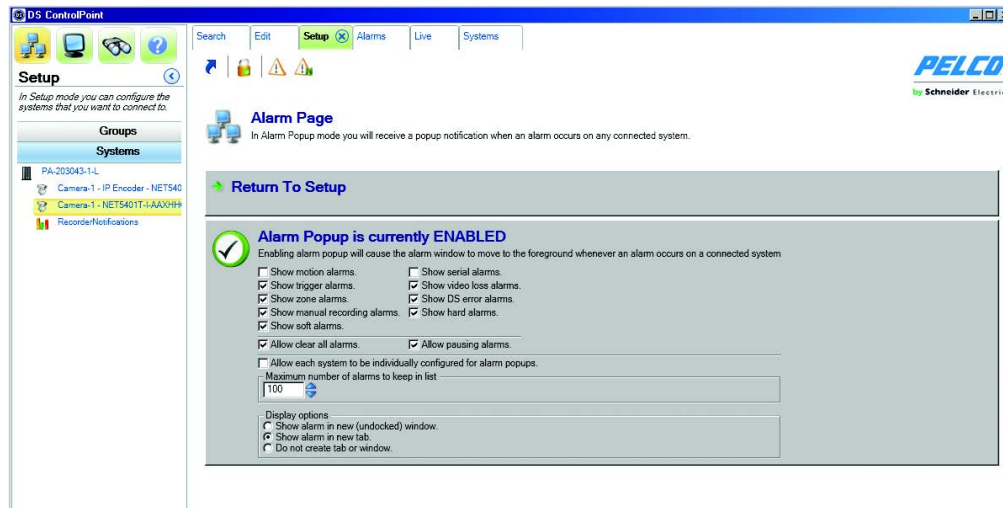 DS ControlPoint
Search Edit Setup Alarms Live Systems
Setup
In Setup mode you can configure the
systems that you want to connect to.
Groups
Systems
PA-203043-1-L
Camera-1 - IP Encoder - NET540
Camera-1 - NET5401T-I-AAXHH
RecorderNotifications
PELCO
by Schneider Electric
Alarm Page
In Alarm Popup mode you will receive a popup notification when an alarm occurs on any connected system.
Return To Setup
Alarm Popup is currently ENABLED
Enabling alarm popup will cause the alarm window to move to the foreground whenever an alarm occurs on a connected system
Show motion alarms. Show serial alarms.
Show trigger alarms. Show video loss alarms.
Show zone alarms. Show DS error alarms.
Show manual recording alarms. Show hard alarms.
Show soft alarms.
Allow clear all alarms. Allow pausing alarms.
Allow each system to be individually configured for alarm popups.
Maximum number of alarms to keep in list
100
Display options
Show alarm in new (undocked) window.
Show alarm in new tab.
Do not create tab or window.